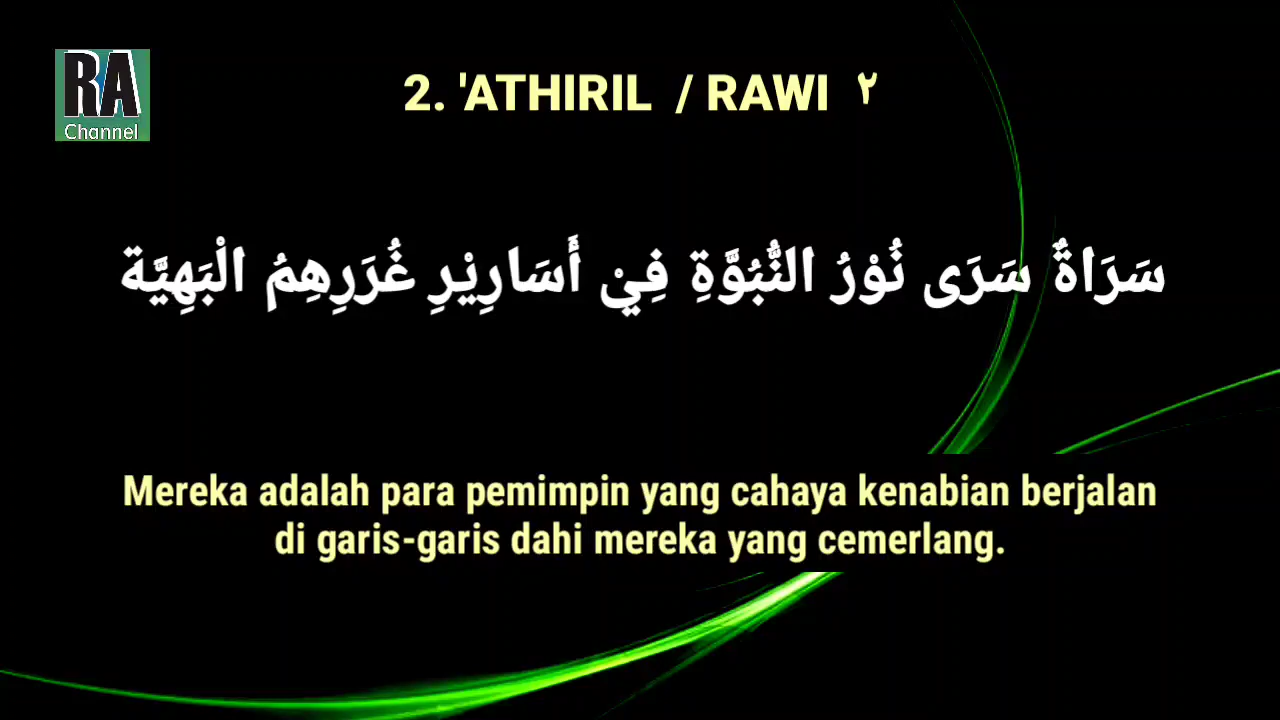 RA
Channel
2. 'ATHIRIL / RAWI ٢
سَرَاةٌ سَرَى نُوْرُ النُّبُوَّةِ فِيْ أَسَارِيْرِ غُرَرِهِمُ الْبَهِيَّة
Mereka adalah para pemimpin yang cahaya kenabian berjalan
di garis-garis dahi mereka yang cemerlang.